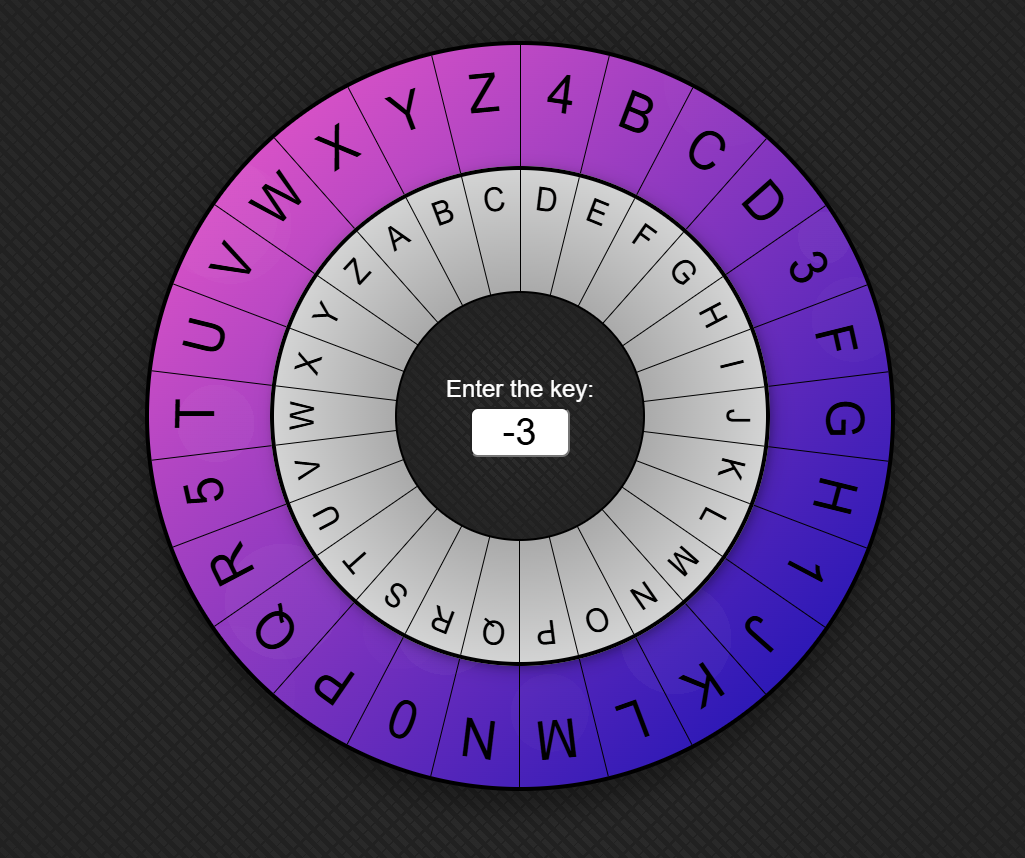 4 B C D 3 F G H 1 J K L M N 0 P Q R 5 T U V W X Y Z
D E F G H I J K L M N O P Q R S T U V W X Y Z A B C
Enter the key:
-3